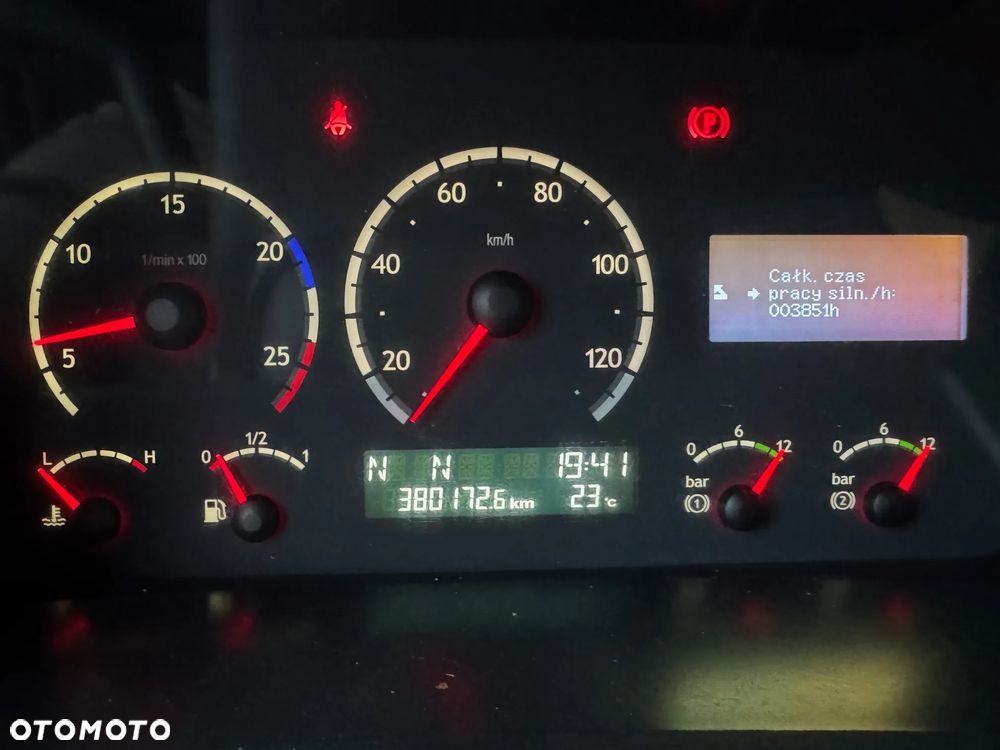 60
80
15
km/h
10
1/min x 100
20
40
100
Całk. czas
pracy siln./h:
003851h
5
25
20
120
1/2
6
6
L
H
0
1
0
12
0
12
N N 19:41
bar
bar
380172.6 km 23 °C
(1)
(2)
P
OTOMOTO